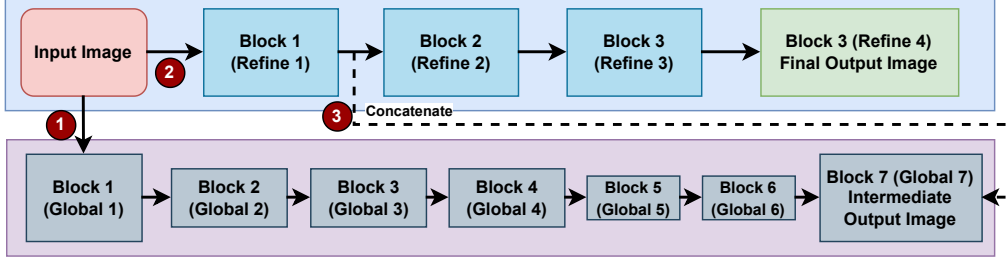 Input Image
2
Block 1
(Refine 1)
Block 2
(Refine 2)
Block 3
(Refine 3)
Block 3 (Refine 4)
Final Output Image
1
3
Concatenate
Block 1
(Global 1)
Block 2
(Global 2)
Block 3
(Global 3)
Block 4
(Global 4)
Block 5
(Global 5)
Block 6
(Global 6)
Block 7 (Global 7)
Intermediate
Output Image